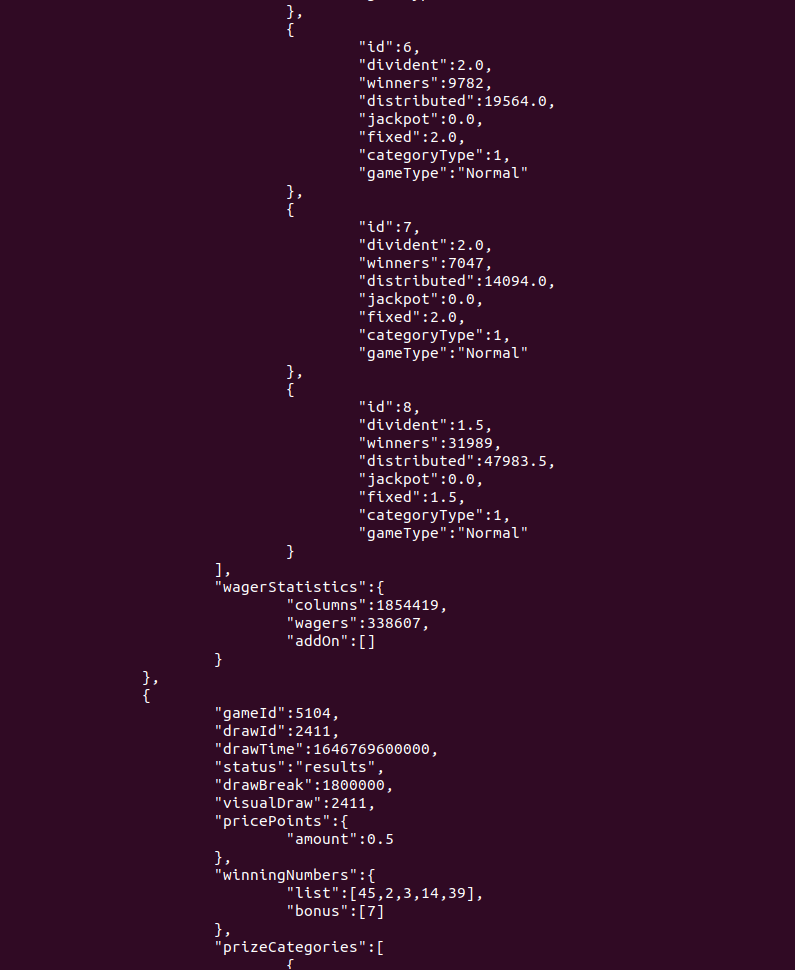 },
{
"id":6,
"divident":2.0,
"winners":9782,
"distributed":19564.0,
"jackpot":0.0,
"fixed":2.0,
"categoryType":1,
"gameType":"Normal"
},
{
"id":7,
"divident":2.0,
"winners":7047,
"distributed":14094.0,
"jackpot":0.0,
"fixed":2.0,
"categoryType":1,
"gameType":"Normal"
},
{
"id":8,
"divident":1.5,
"winners":31989,
"distributed":47983.5,
"jackpot":0.0,
"fixed":1.5,
"categoryType":1,
"gameType":"Normal"
}
],
"wagerStatistics":{
"columns":1854419,
"wagers":338607,
"addOn":[]
}
},
{
"gameId":5104,
"drawId":2411,
"drawTime":1646769600000,
"status":"results",
"drawBreak":1800000,
"visualDraw":2411,
"pricePoints":{
"amount":0.5
},
"winningNumbers":{
"list":[45,2,3,14,39],
"bonus":[7]
},
"prizeCategories":[
{